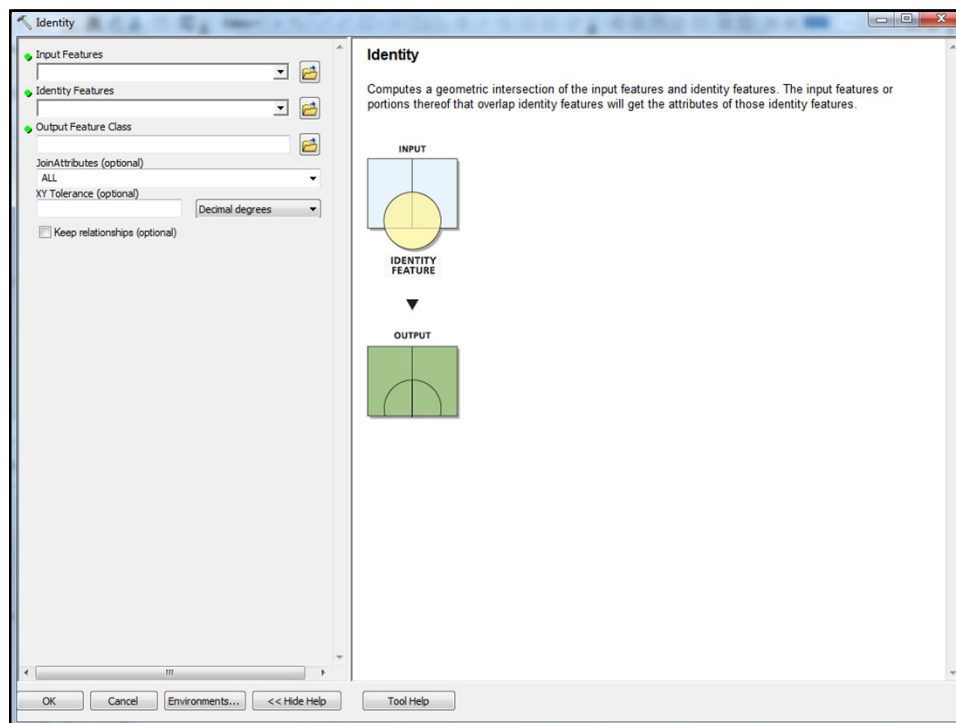 Identity
Input Features
Identity Features
Output Feature Class
JoinAttributes (optional)
ALL
XY Tolerance (optional)
Decimal degrees
Keep relationships (optional)
OK
Cancel
Environments...
<< Hide Help
Tool Help
Identity
Computes a geometric intersection of the input features and identity features. The input features or
portions thereof that overlap identity features will get the attributes of those identity features.
INPUT
IDENTITY
FEATURE
OUTPUT